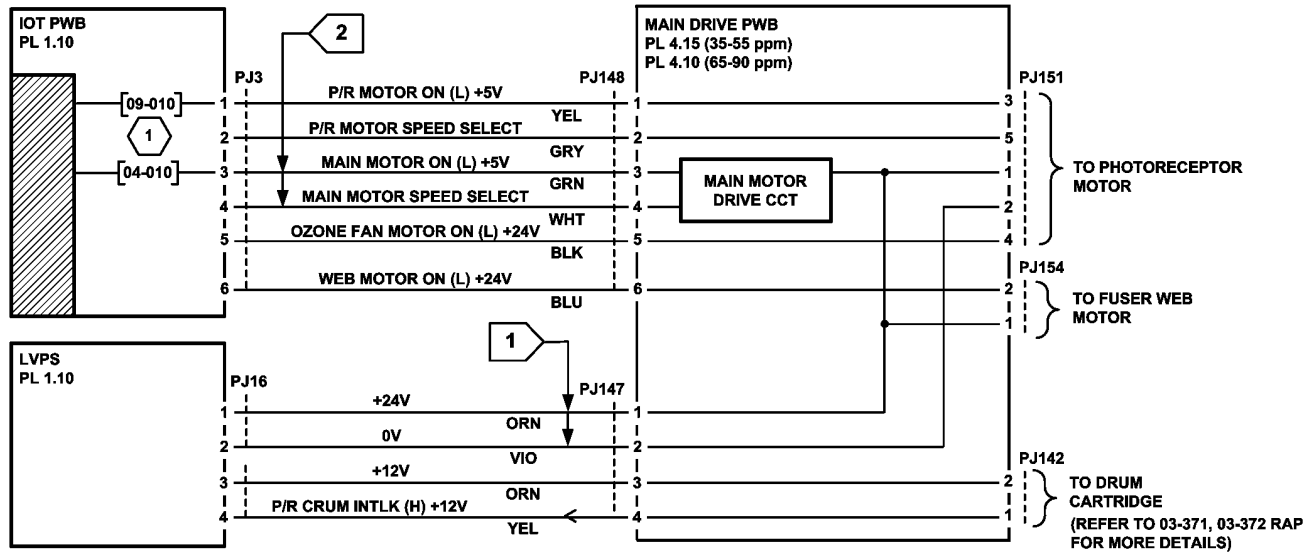 IOT PWB
PL 1.10
2
MAIN DRIVE PWB
PL 4.15 (35-55 ppm)
PL 4.10 (65-90 ppm)
PJ3
PJ148
PJ151
[09-010]
1
P/R MOTOR ON (L) +5V
YEL
1
3
1
2
P/R MOTOR SPEED SELECT
GRY
2
5
[04-010]
3
MAIN MOTOR ON (L) +5V
GRN
3
1
MAIN MOTOR
DRIVE CCT
TO PHOTORECEPTOR
MOTOR
4
MAIN MOTOR SPEED SELECT
WHT
4
2
5
OZONE FAN MOTOR ON (L) +24V
BLK
5
4
PJ154
6
WEB MOTOR ON (L) +24V
BLU
6
2
TO FUSER WEB
MOTOR
1
1
LVPS
PL 1.10
PJ16
PJ147
1
+24V
ORN
1
2
0V
VIO
2
PJ142
3
+12V
ORN
3
2
TO DRUM
CARTRIDGE
4
P/R CRUM INTLK (H) +12V
YEL
4
1
(REFER TO 03-371, 03-372 RAP
FOR MORE DETAILS)